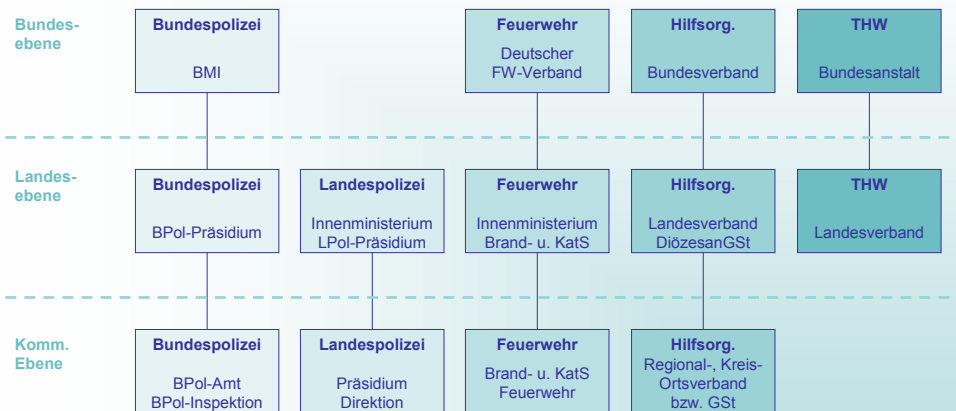 Bundes-
ebene
Bundespolizei
BMI
Feuerwehr
Deutscher
FW-Verband
Hilfsorg.
Bundesverband
THW
Bundesanstalt
Landes-
ebene
Bundespolizei
BPol-Präsidium
Landespolizei
Innenministerium
LPol-Präsidium
Feuerwehr
Innenministerium
Brand- u. KatS
Hilfsorg.
Landesverband
DiözesanGSt
THW
Landesverband
Komm.
Ebene
Bundespolizei
BPol-Amt
BPol-Inspektion
Landespolizei
Präsidium
Direktion
Feuerwehr
Brand- u. KatS
Feuerwehr
Hilfsorg.
Regional-, Kreis-
Ortsverband
bzw. GSt